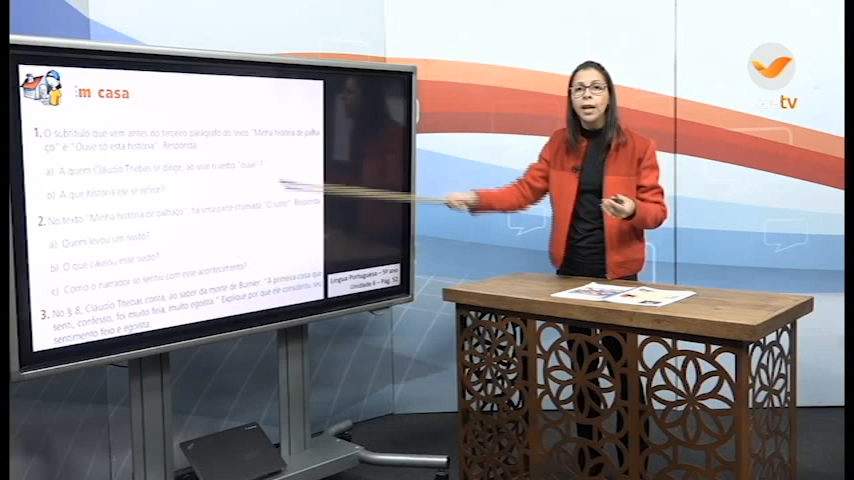 Em casa
1. O subtítulo que vem antes do terceiro parágrafo do texto "Minha história de palha
ço" é "Ouve só esta história". Responda
a) A quem Cláudio Thebas se dirige, ao usar o verbo "ouve"?
b) A que história ele se refere?
2. No texto "Minha história de palhaço", há uma parte chamada "O susto". Responda
a) Quem levou um susto?
b) O que causou esse susto?
c) Como o narrador se sentiu com esse acontecimento?
3. No § 8, Cláudio Thebas conta, ao saber da morte de Burnier: "A primeira coisa que
senti, confesso, foi muito feia, muito egoísta." Explique por que ele considerou seu
sentimento feio e egoísta.
Língua Portuguesa – 5º ano
Unidade 6 – Pág. 52
tv